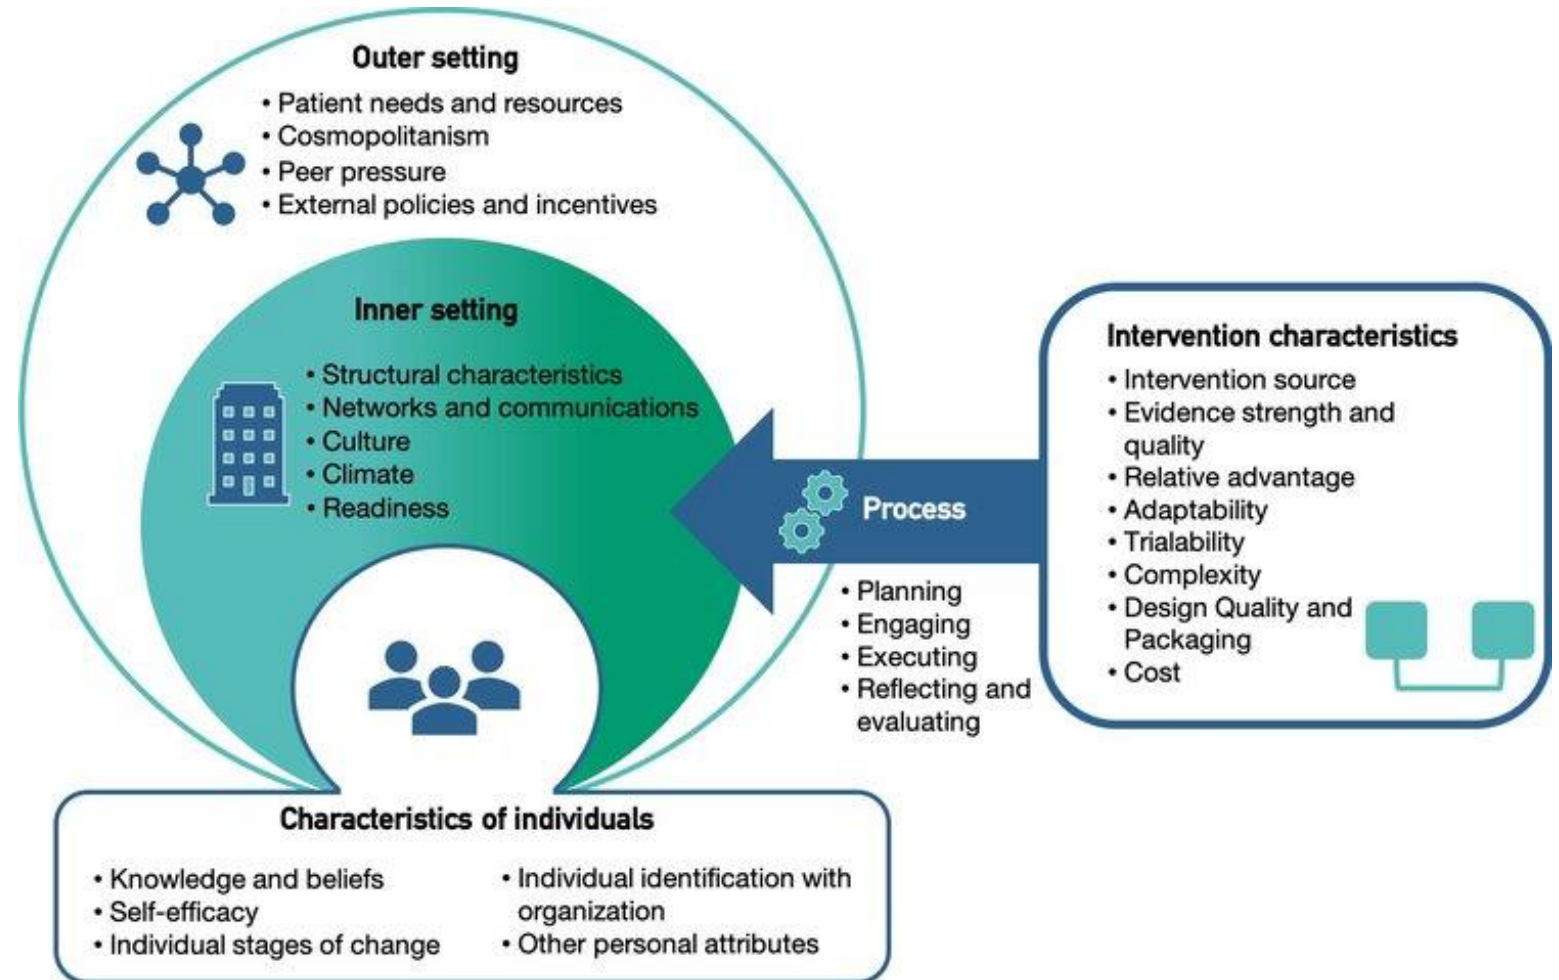 Outer setting
• Patient needs and resources
• Cosmopolitanism
• Peer pressure
• External policies and incentives
Inner setting
• Structural characteristics
• Networks and communications
• Culture
• Climate
• Readiness
Process
• Planning
• Engaging
• Executing
• Reflecting and
evaluating
Intervention characteristics
• Intervention source
• Evidence strength and
quality
• Relative advantage
• Adaptability
• Trialability
• Complexity
• Design Quality and
Packaging
• Cost
Characteristics of individuals
• Knowledge and beliefs
• Self-efficacy
• Individual stages of change
• Individual identification with
organization
• Other personal attributes